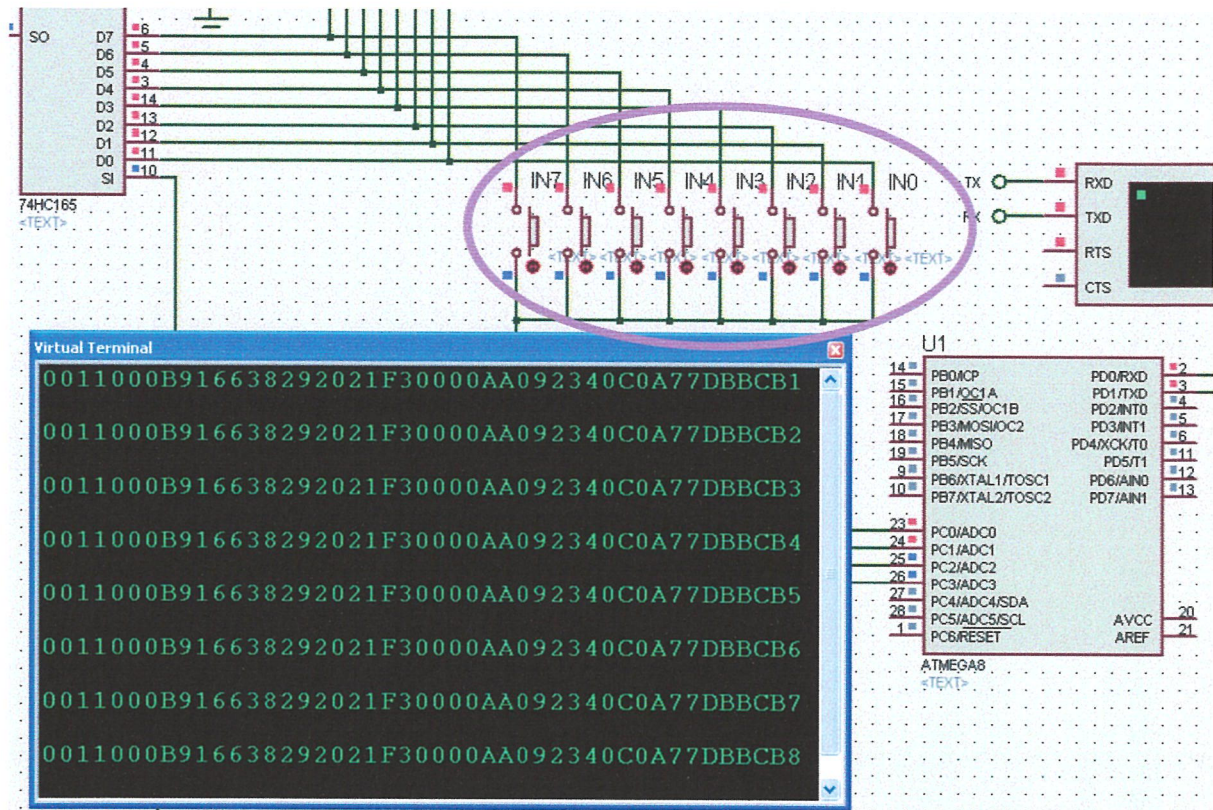 SO
D7
6
D6
5
D5
4
D4
3
D3
14
D2
13
D1
12
D0
11
SI
10
74HC165
<TEXT>
IN7 IN6 IN5 IN4 IN3 IN2 IN1 IN0
<TEXT> <TEXT> <TEXT> <TEXT> <TEXT> <TEXT>
TX
RX
RXD
TXD
RTS
CTS
Virtual Terminal
0011000B916638292021F30000AA092340C0A77DBBCB1
0011000B916638292021F30000AA092340C0A77DBBCB2
0011000B916638292021F30000AA092340C0A77DBBCB3
0011000B916638292021F30000AA092340C0A77DBBCB4
0011000B916638292021F30000AA092340C0A77DBBCB5
0011000B916638292021F30000AA092340C0A77DBBCB6
0011000B916638292021F30000AA092340C0A77DBBCB7
0011000B916638292021F30000AA092340C0A77DBBCB8
U1
14 PB0/ICP PD0/RXD 2
15 PB1/OC1A PD1/TXD 3
16 PB2/SS/OC1B PD2/INT0 4
17 PB3/MOSI/OC2 PD3/INT1 5
18 PB4/MISO PD4/XCK/T0 6
19 PB5/SCK PD5/T1 11
9 PB6/XTAL1/TOSC1 PD6/AIN0 12
10 PB7/XTAL2/TOSC2 PD7/AIN1 13
23 PC0/ADC0
24 PC1/ADC1
25 PC2/ADC2
26 PC3/ADC3
27 PC4/ADC4/SDA
28 PC5/ADC5/SCL AVCC 20
1 PC6/RESET AREF 21
ATMEGA8
<TEXT>